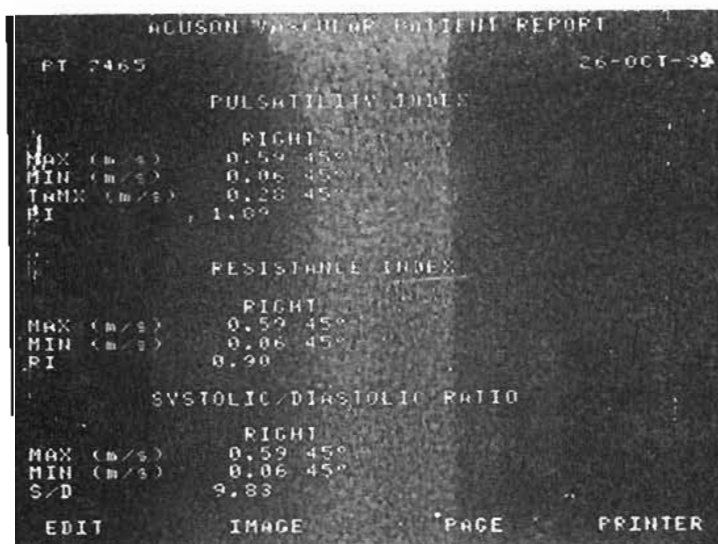 ACUSON VASCULAR PATIENT REPORT
PT 2465 26-OCT-95
PULSATILITY INDEX
RIGHT
MAX (m/s) 0.59 45°
MIN (m/s) 0.06 45°
TaMX (m/s) 0.28 45°
PI 1.89
RESISTANCE INDEX
RIGHT
MAX (m/s) 0.59 45°
MIN (m/s) 0.06 45°
RI 0.90
SYSTOLIC/DIASTOLIC RATIO
RIGHT
MAX (m/s) 0.59 45°
MIN (m/s) 0.06 45°
S/D 9.83
EDIT IMAGE PAGE PRINTER